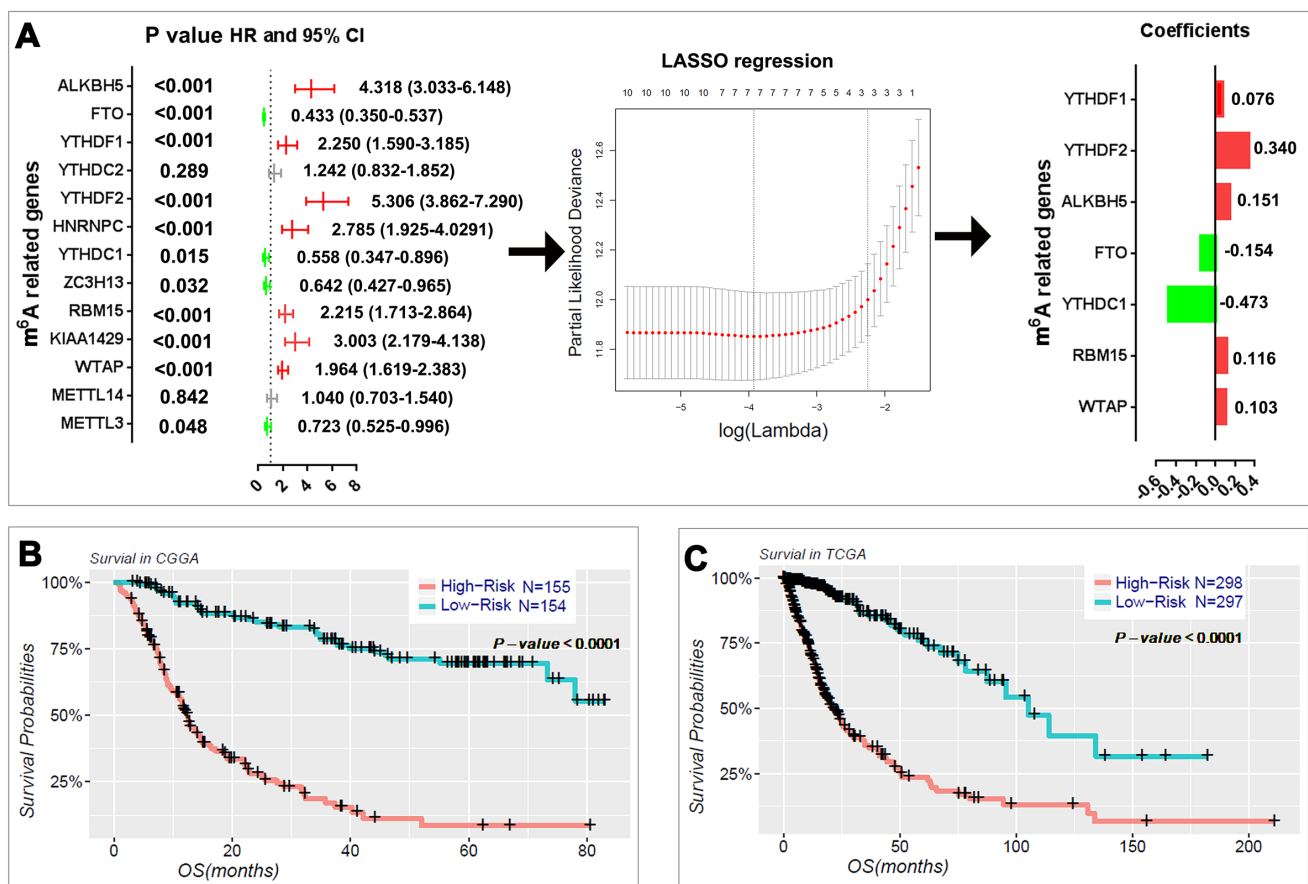 A
P value HR and 95% CI
m6A related genes
ALKBH5 <0.001 4.318 (3.033-6.148)
FTO <0.001 0.433 (0.350-0.537)
YTHDF1 <0.001 2.250 (1.590-3.185)
YTHDC2 0.289 1.242 (0.832-1.852)
YTHDF2 <0.001 5.306 (3.862-7.290)
HNRNPC <0.001 2.785 (1.925-4.0291)
YTHDC1 0.015 0.558 (0.347-0.896)
ZC3H13 0.032 0.642 (0.427-0.965)
RBM15 <0.001 2.215 (1.713-2.864)
KIAA1429 <0.001 3.003 (2.179-4.138)
WTAP <0.001 1.964 (1.619-2.383)
METTL14 0.842 1.040 (0.703-1.540)
METTL3 0.048 0.723 (0.525-0.996)
0 2 4 6 8
LASSO regression
10 10 10 10 10 10 7 7 7 7 7 7 7 7 5 5 4 3 3 3 3 1
Partial Likelihood Deviance
12.6
12.4
12.2
12.0
11.8
−5 −4 −3 −2
log(Lambda)
Coefficients
m6A related genes
YTHDF1 0.076
YTHDF2 0.340
ALKBH5 0.151
FTO -0.154
YTHDC1 -0.473
RBM15 0.116
WTAP 0.103
-0.6 -0.4 -0.2 0.0 0.2 0.4
B
Survial in CGGA
High-Risk N=155
Low-Risk N=154
P-value<0.0001
Survival Probabilities
100%
75%
50%
25%
0 20 40 60 80
OS(months)
C
Survial in TCGA
High-Risk N=298
Low-Risk N=297
P-value<0.0001
Survival Probabilities
100%
75%
50%
25%
0 50 100 150 200
OS(months)